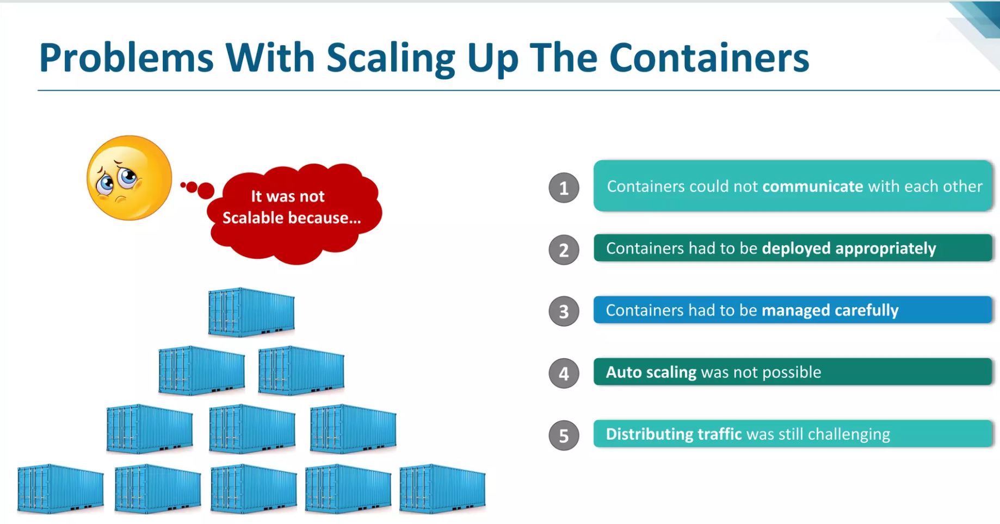 Problems With Scaling Up The Containers
It was not
Scalable because...
1
Containers could not communicate with each other
2
Containers had to be deployed appropriately
3
Containers had to be managed carefully
4
Auto scaling was not possible
5
Distributing traffic was still challenging